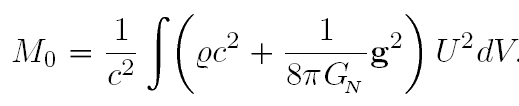 $M_0 = \frac{1}{c^2} \int \left( \varrho c^2 + \frac{1}{8\pi G_N} \mathbf{g}^2 \right) U^2 dV.$